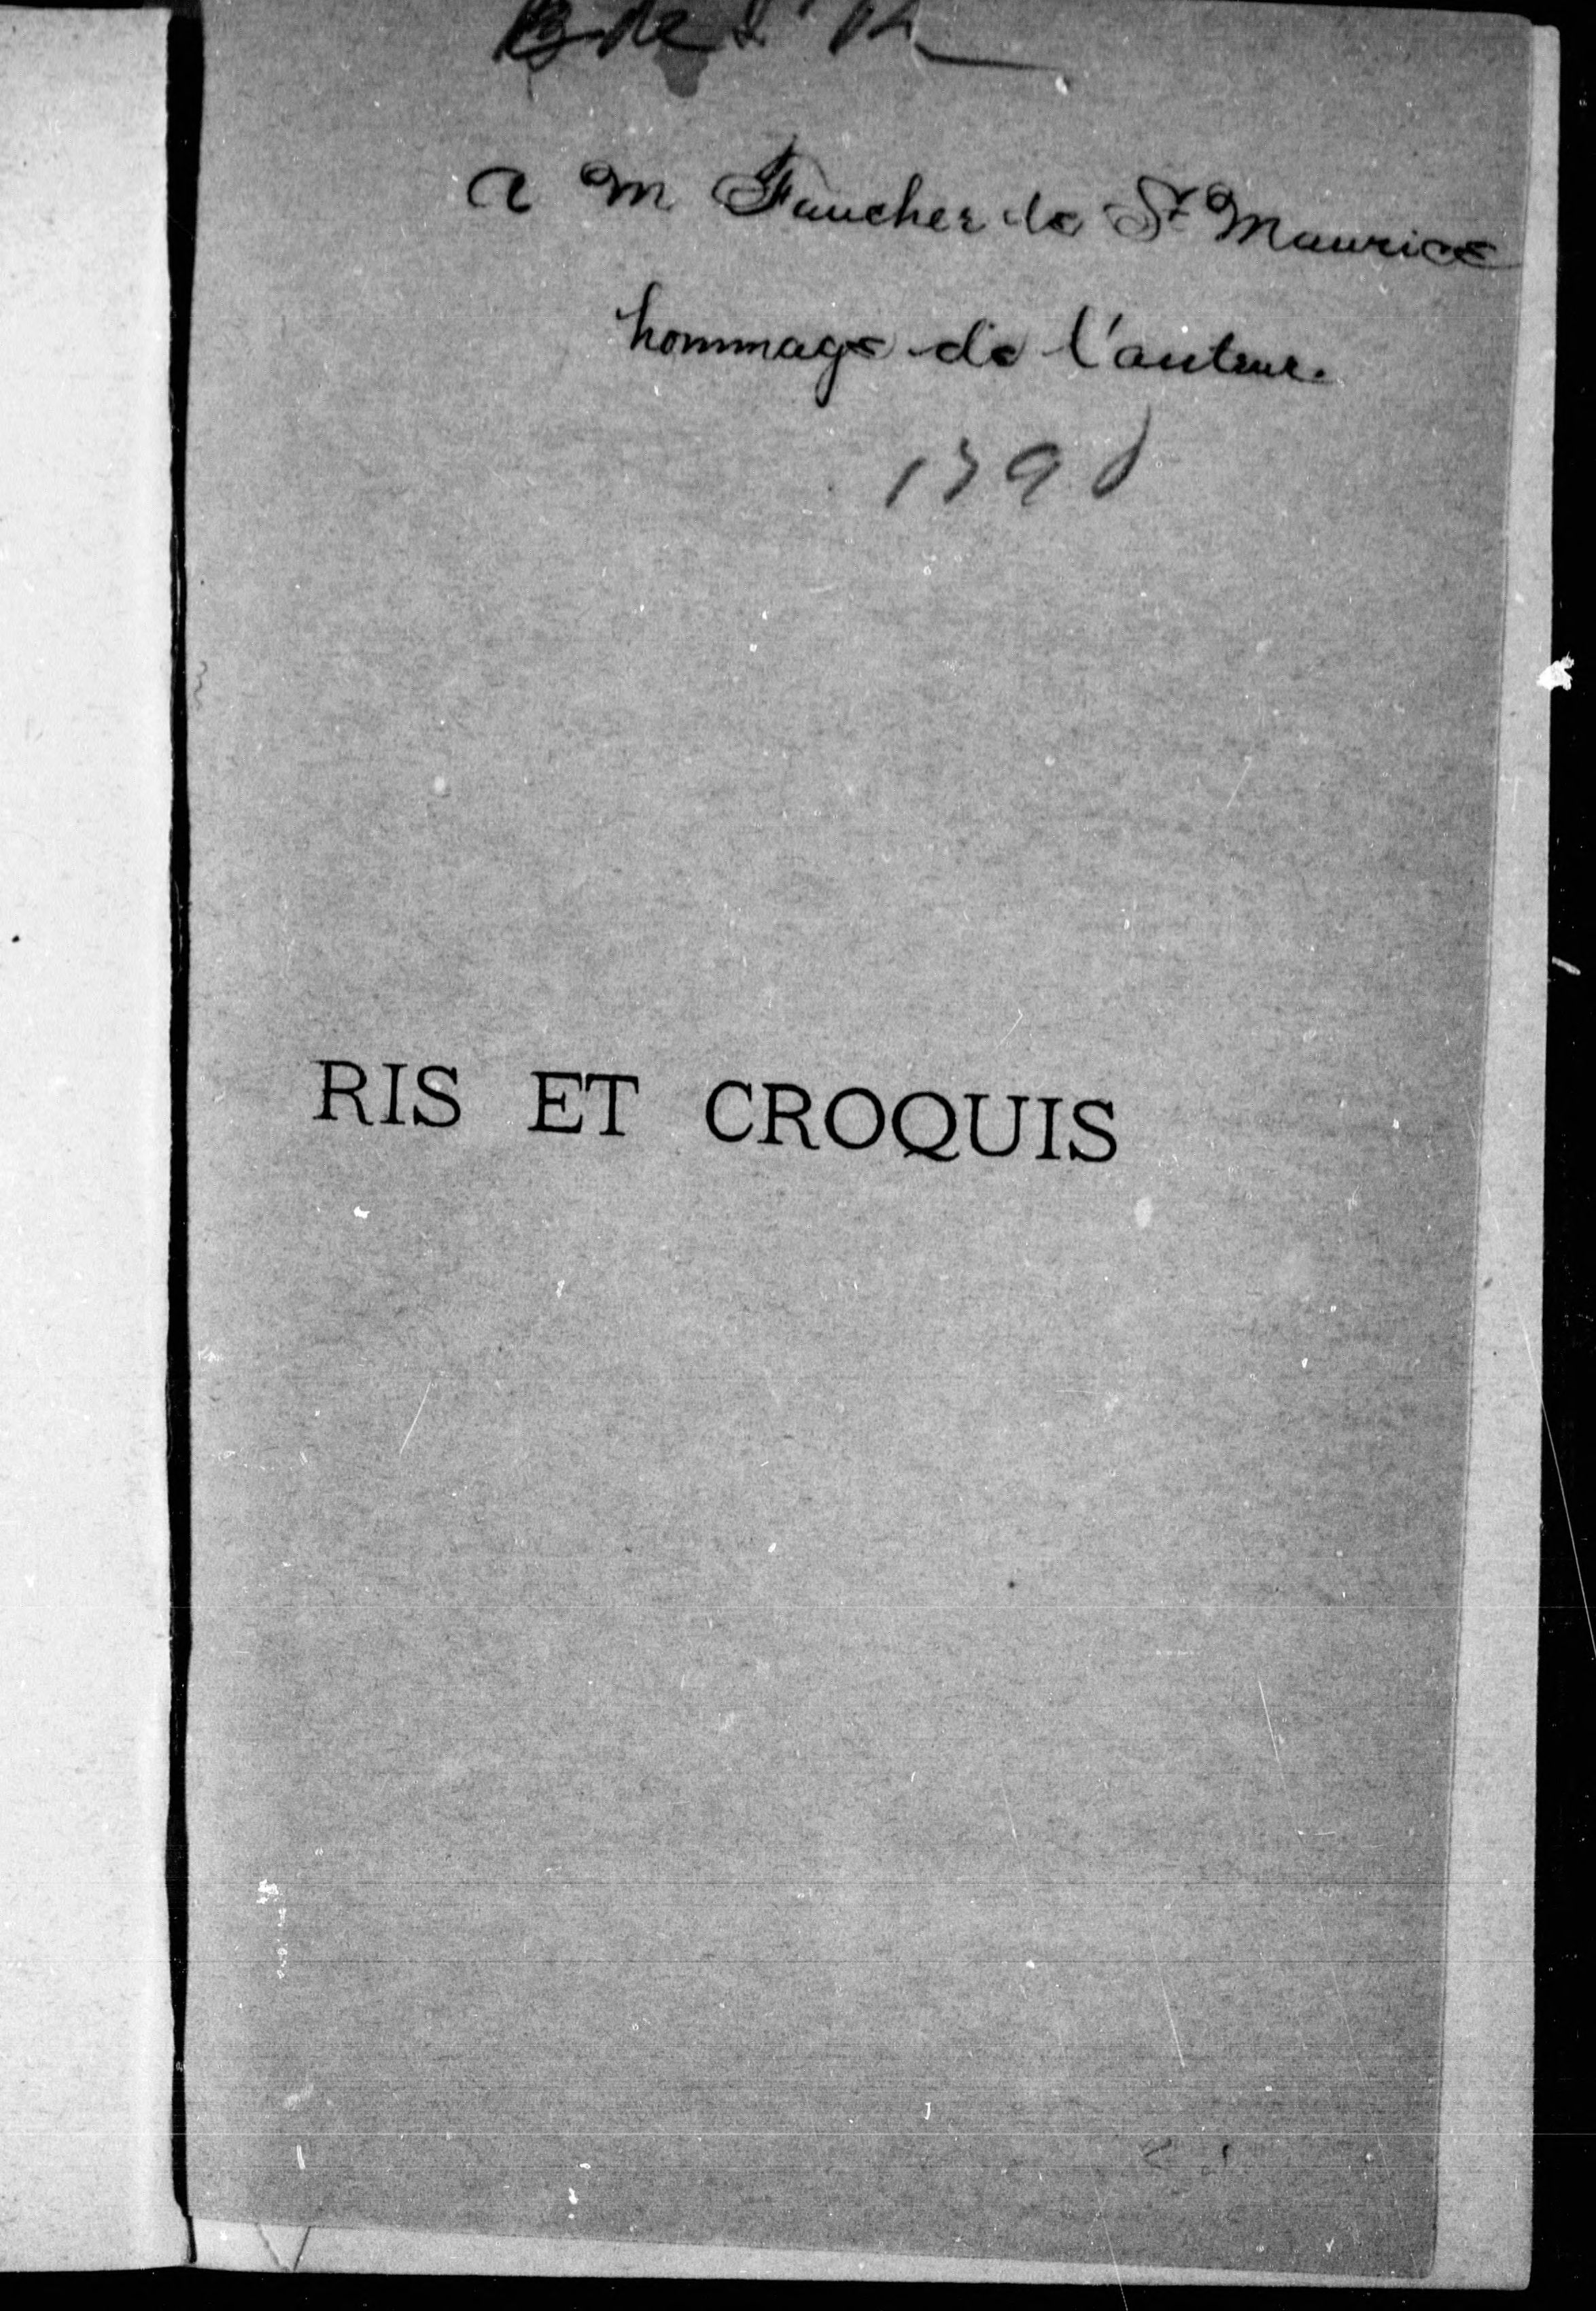 A M Faucher de St Maurice
hommage de l'auteur.
RIS ET CROQUIS